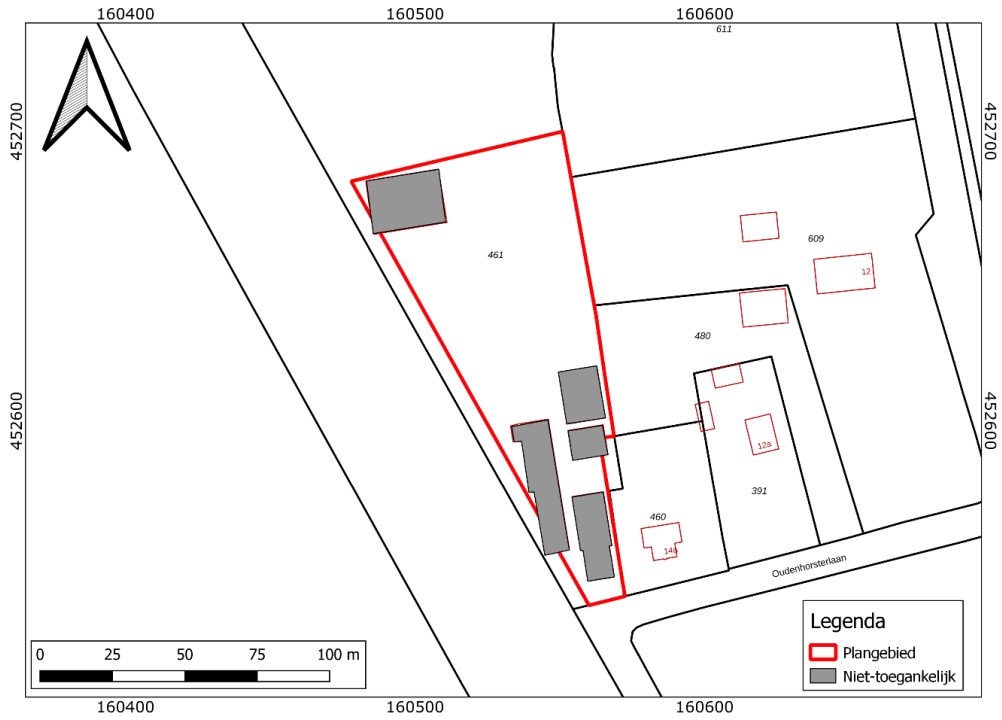 160400 160500 160600
611
452700 452700
609
461
12
480
452600 452600
12a
391
460
14a
Oudenhorsterlaan
Legenda
Plangebied
Niet-toegankelijk
0 25 50 75 100 m
160400 160500 160600